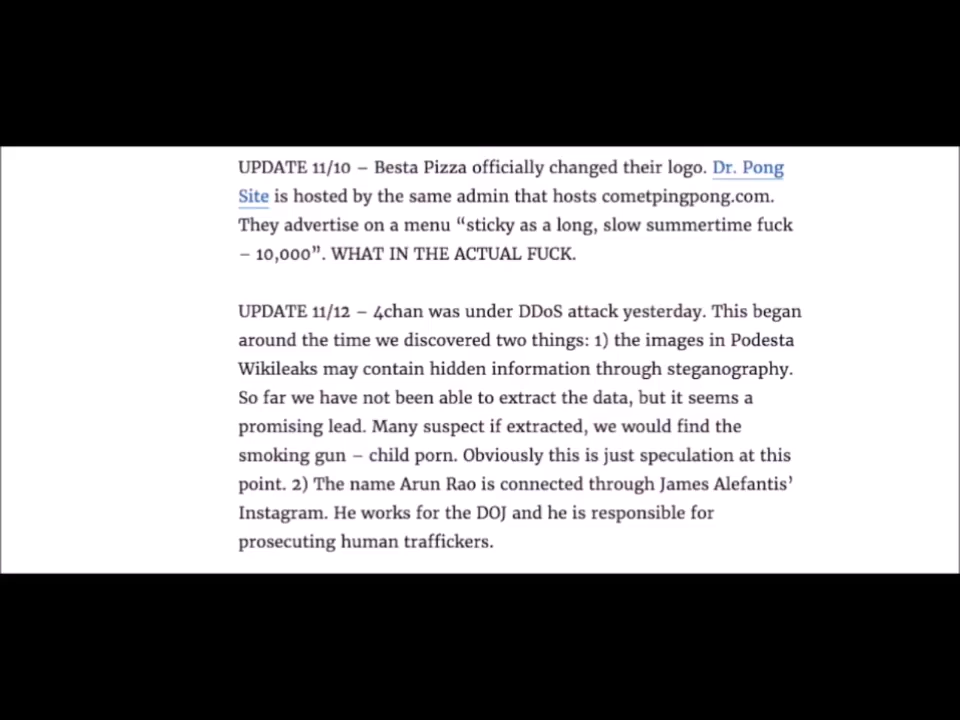 UPDATE 11/10 – Besta Pizza officially changed their logo. Dr. Pong
Site is hosted by the same admin that hosts cometpingpong.com.
They advertise on a menu “sticky as a long, slow summertime fuck
– 10,000”. WHAT IN THE ACTUAL FUCK.
UPDATE 11/12 – 4chan was under DDoS attack yesterday. This began
around the time we discovered two things: 1) the images in Podesta
Wikileaks may contain hidden information through steganography.
So far we have not been able to extract the data, but it seems a
promising lead. Many suspect if extracted, we would find the
smoking gun – child porn. Obviously this is just speculation at this
point. 2) The name Arun Rao is connected through James Alefantis’
Instagram. He works for the DOJ and he is responsible for
prosecuting human traffickers.